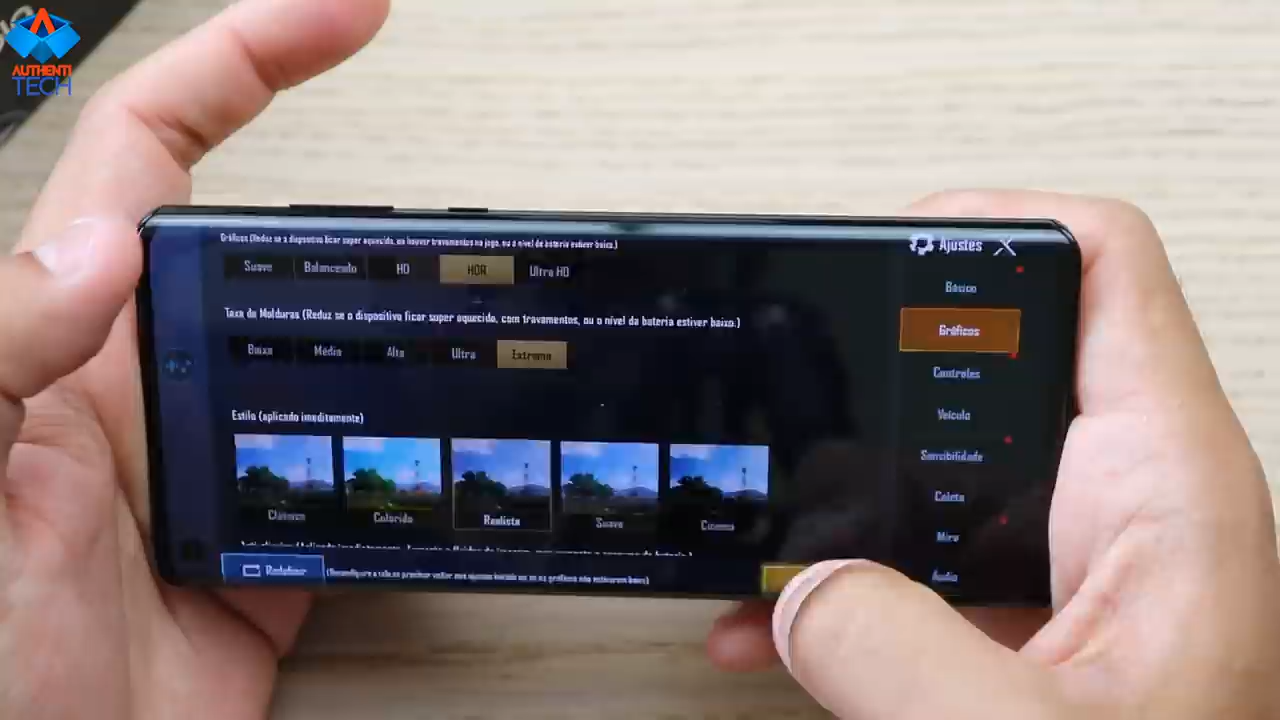 AUTHENTI
TECH
Gráficos (Reduz se o dispositivo ficar super aquecido, ou houver travamentos no jogo, ou o nível de bateria estiver baixo.)
Ajustes
Suave Balanceado HD HDR Ultra HD
Básico
Taxa de Molduras (Reduz se o dispositivo ficar super aquecido, com travamentos, ou o nível da bateria estiver baixo.)
Gráficos
Baixa Média Alta Ultra Extrema
Controles
Estilo (aplicado imeditamente)
Veículo
Sensibilidade
Coleta
Clássico Colorido Realista Suave Cinema
Mira
Redefinir
Áudio